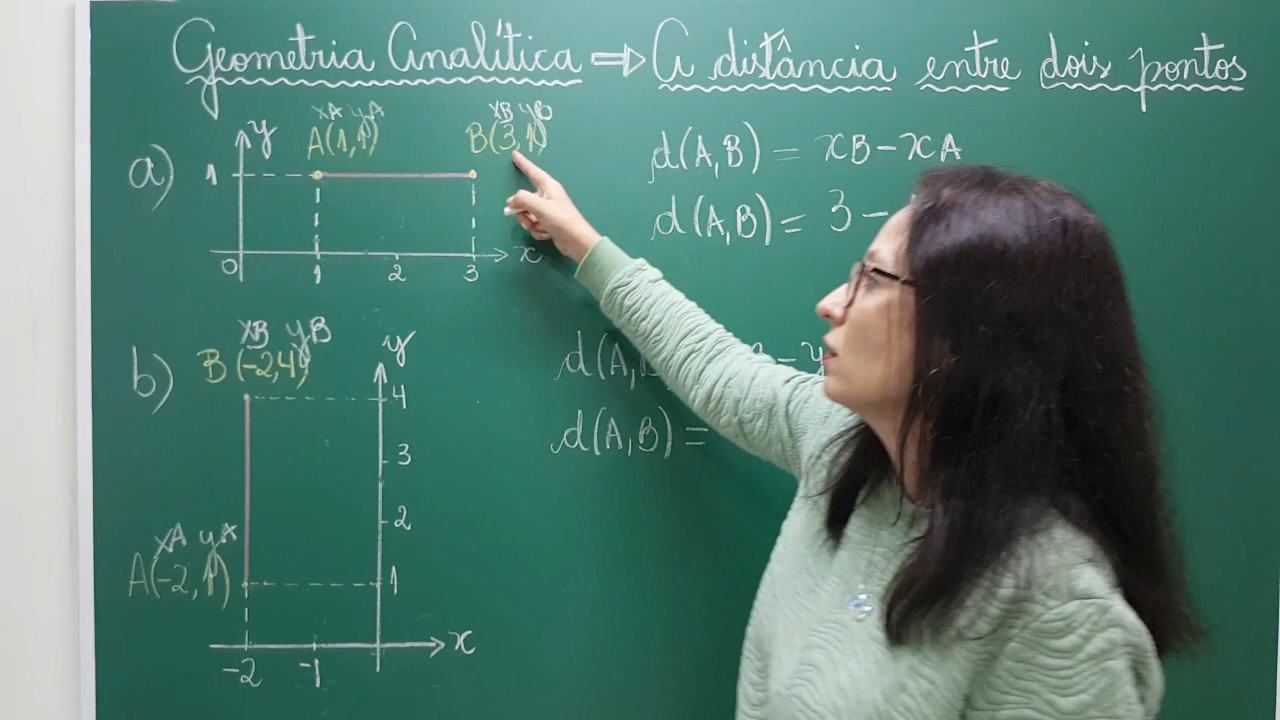 Geometria Analítica ⇒ A distância entre dois pontos
a)
y
xA yA
A(1,1)
xB yB
B(3,1)
1
0
1
2
3
x
d(A,B) = xB - xA
d(A,B) = 3 -
b)
xB yB
B(-2,4)
y
4
3
2
1
xA yA
A(-2,1)
-2
-1
x
d(A,
- y
d(A,B) =